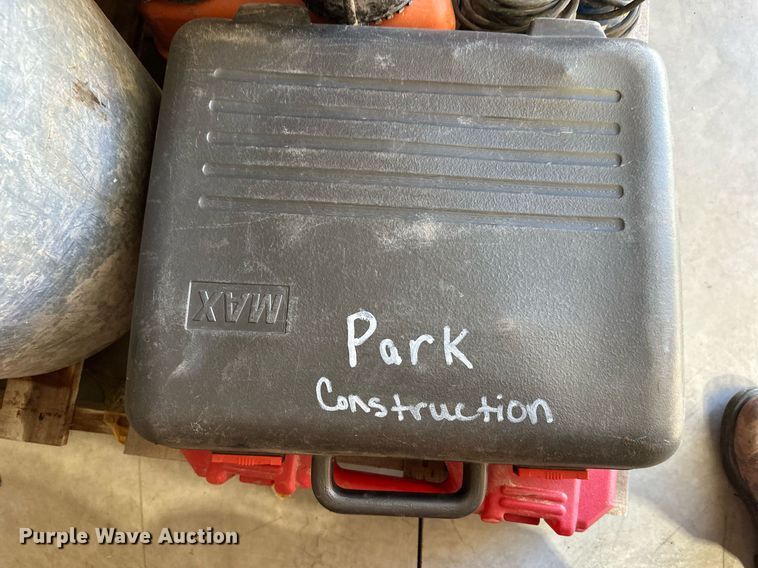 MAX
Park
Construction
Purple Wave Auction